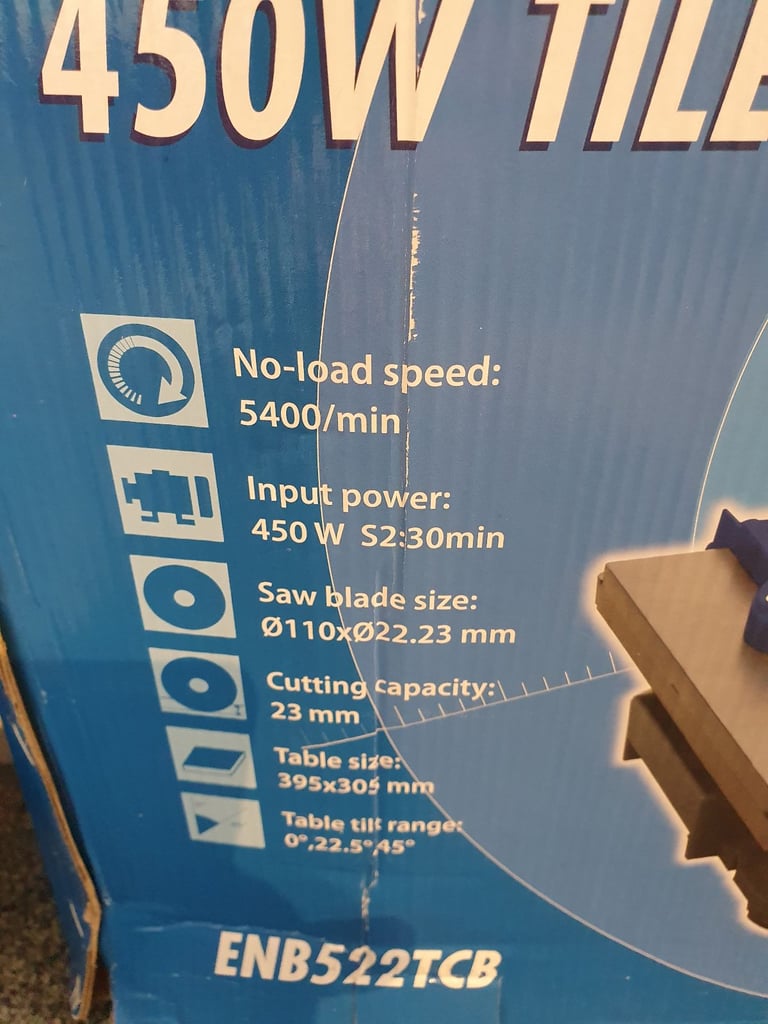 450W TILE
No-load speed:
5400/min
Input power:
450 W S2:30min
Saw blade size:
Ø110xØ22.23 mm
Cutting capacity:
23 mm
Table size:
395x305 mm
Table tilt range:
0°,22.5°,45°
ENB522TCB